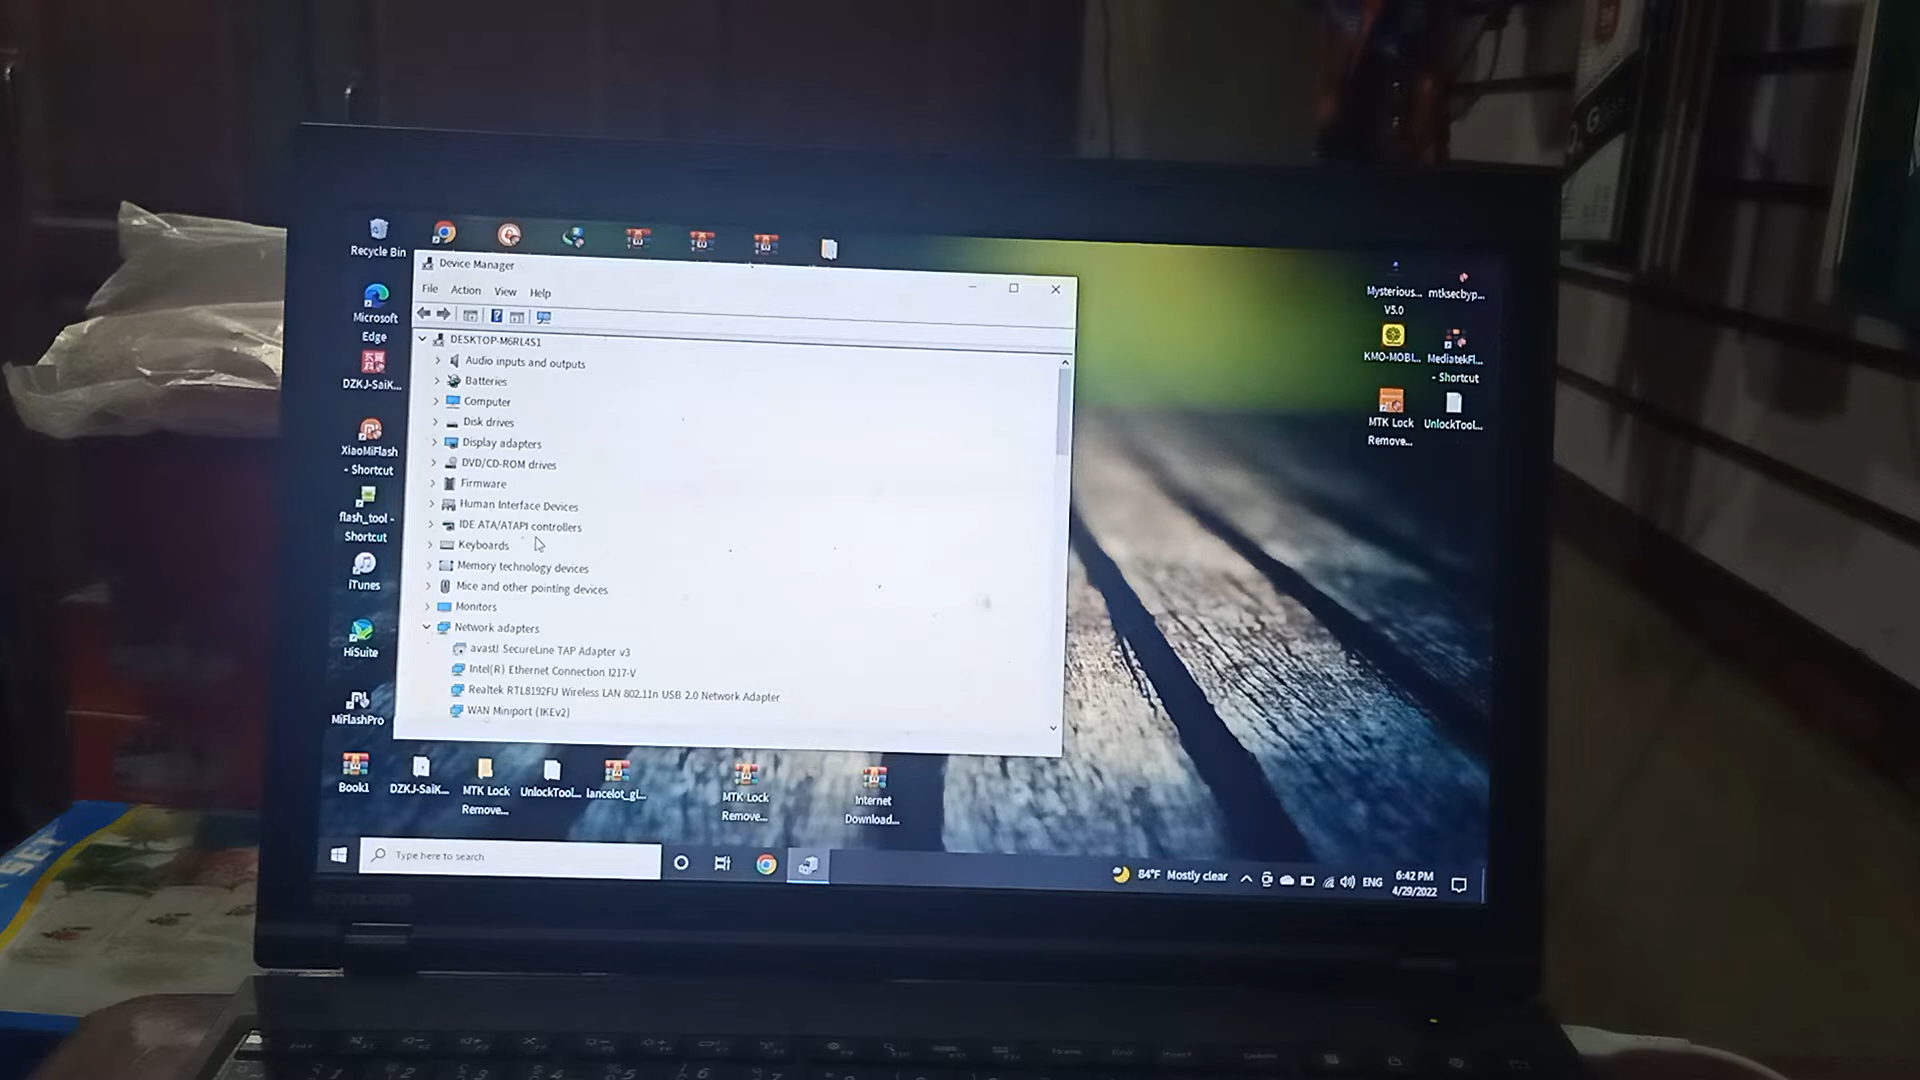 Recycle Bin
Microsoft
Edge
DZKJ-SaiK...
XiaoMiFlash
- Shortcut
flash_tool -
Shortcut
iTunes
HiSuite
MiFlashPro
Book1
DZKJ-SaiK...
MTK Lock
Remove...
UnlockTool...
lancelot_gl...
MTK Lock
Remove...
Internet
Download...
Device Manager
File Action View Help
DESKTOP-M6RL4S1
Audio inputs and outputs
Batteries
Computer
Disk drives
Display adapters
DVD/CD-ROM drives
Firmware
Human Interface Devices
IDE ATA/ATAPI controllers
Keyboards
Memory technology devices
Mice and other pointing devices
Monitors
Network adapters
avast! SecureLine TAP Adapter v3
Intel(R) Ethernet Connection I217-V
Realtek RTL8192FU Wireless LAN 802.11n USB 2.0 Network Adapter
WAN Miniport (IKEv2)
Mysterious...
V5.0
mtksecbyp...
KMO-MOBI...
MediatekFl...
- Shortcut
MTK Lock
Remove...
UnlockTool...
Type here to search
84°F Mostly clear
ENG
6:42 PM
4/29/2022
SET